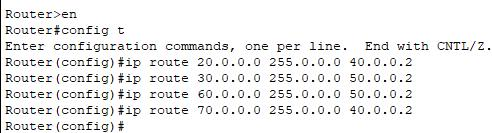 Router>en
Router#config t
Enter configuration commands, one per line.  End with CNTL/Z.
Router(config)#ip route 20.0.0.0 255.0.0.0 40.0.0.2
Router(config)#ip route 30.0.0.0 255.0.0.0 50.0.0.2
Router(config)#ip route 60.0.0.0 255.0.0.0 50.0.0.2
Router(config)#ip route 70.0.0.0 255.0.0.0 40.0.0.2
Router(config)#